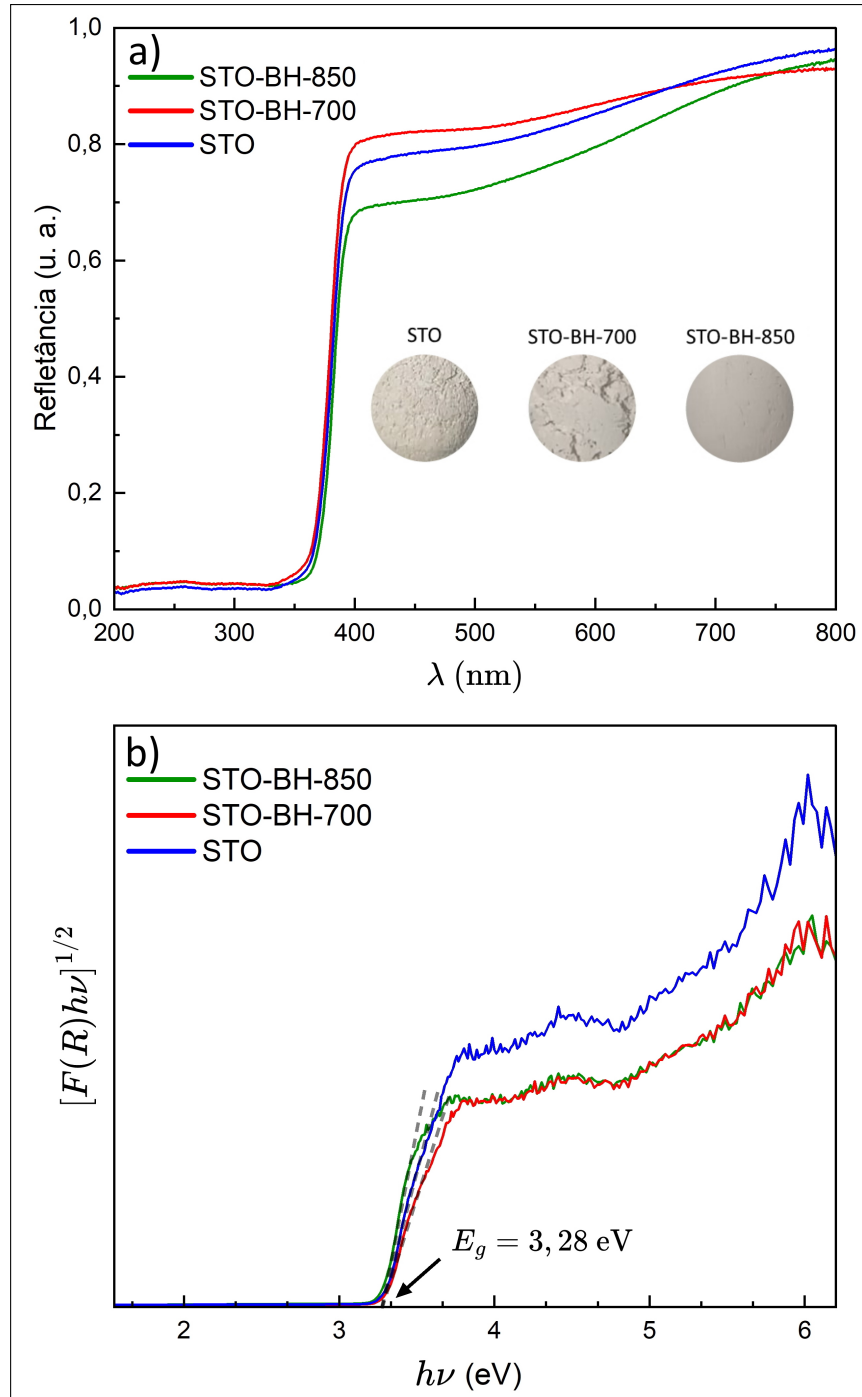 a)
STO-BH-850
STO-BH-700
STO
Refletância (u. a.)
1,0
0,8
0,6
0,4
0,2
0,0
STO STO-BH-700 STO-BH-850
200 300 400 500 600 700 800
λ (nm)
b)
STO-BH-850
STO-BH-700
STO
[F(R)hν]^{1/2}
E_g = 3, 28 eV
2 3 4 5 6
hν (eV)